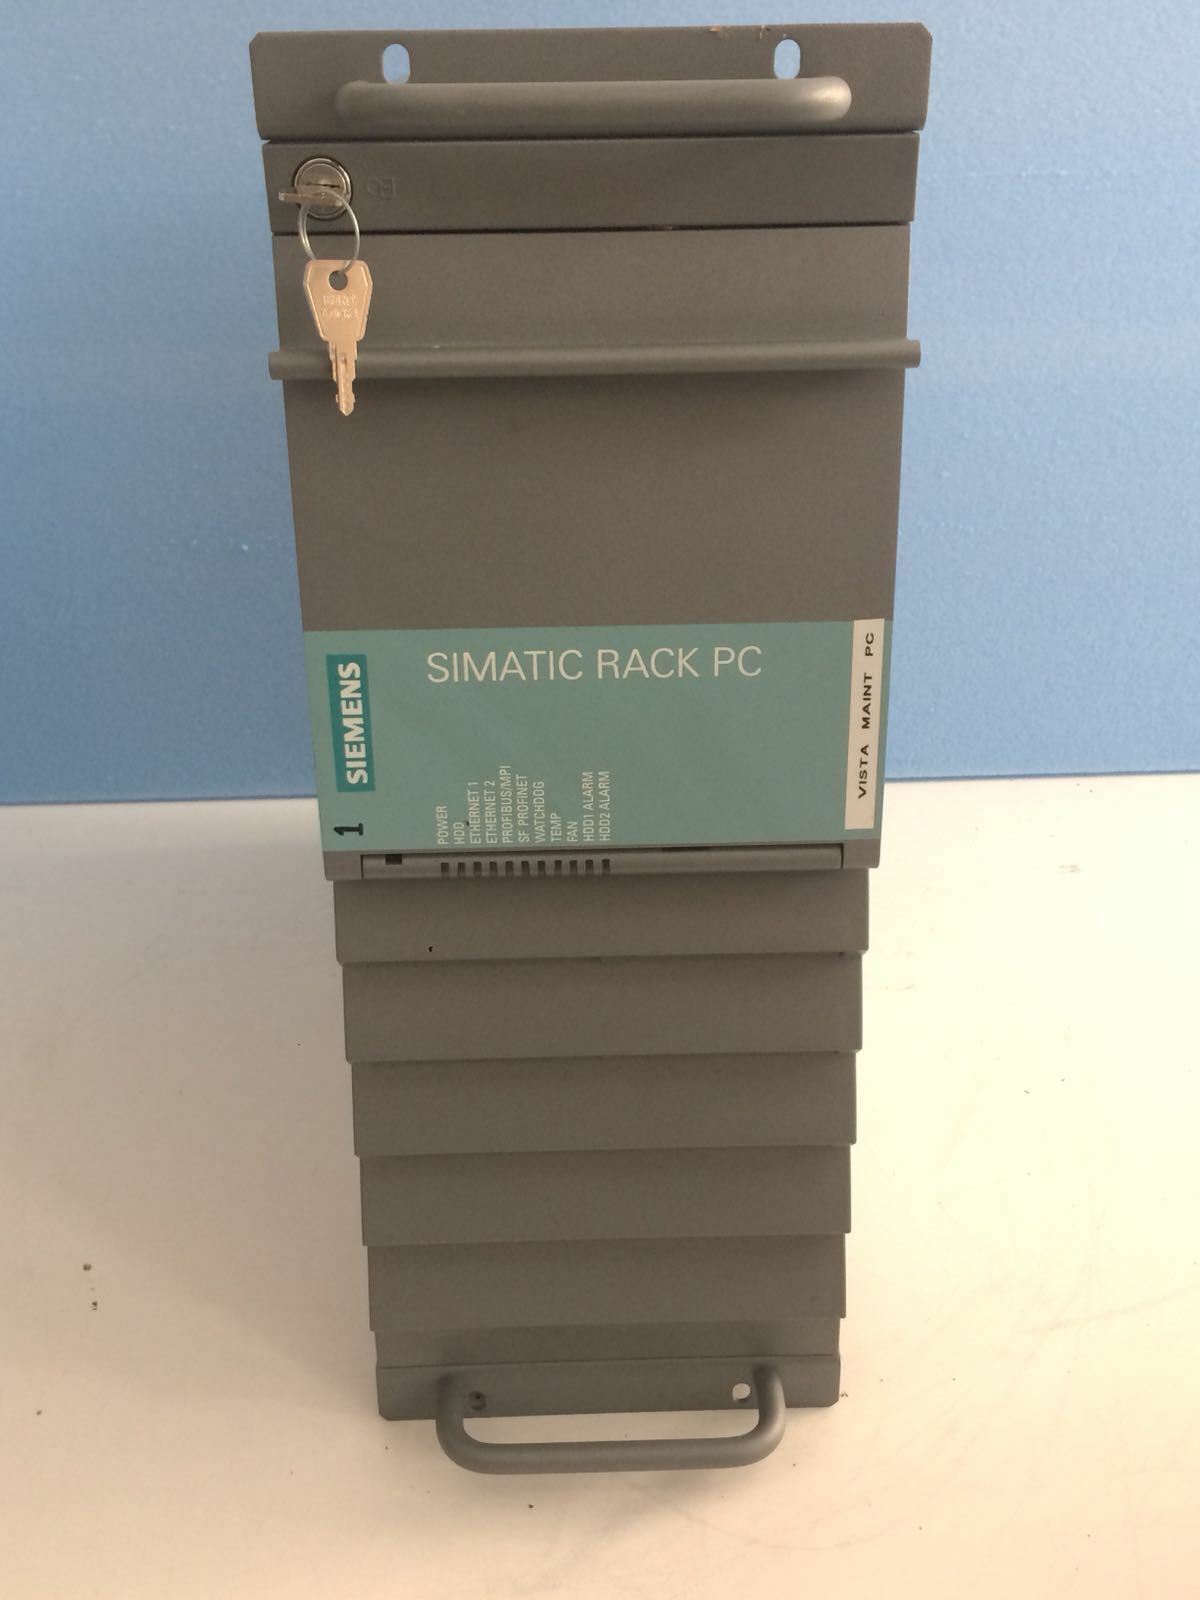 SIEMENS
SIMATIC RACK PC
VISTA MAINT PC
1
POWER
HDD
ETHERNET 1
ETHERNET 2
PROFIBUS/MPI
SF PROFINET
WATCHDOG
TEMP
FAN
HDD1 ALARM
HDD2 ALARM